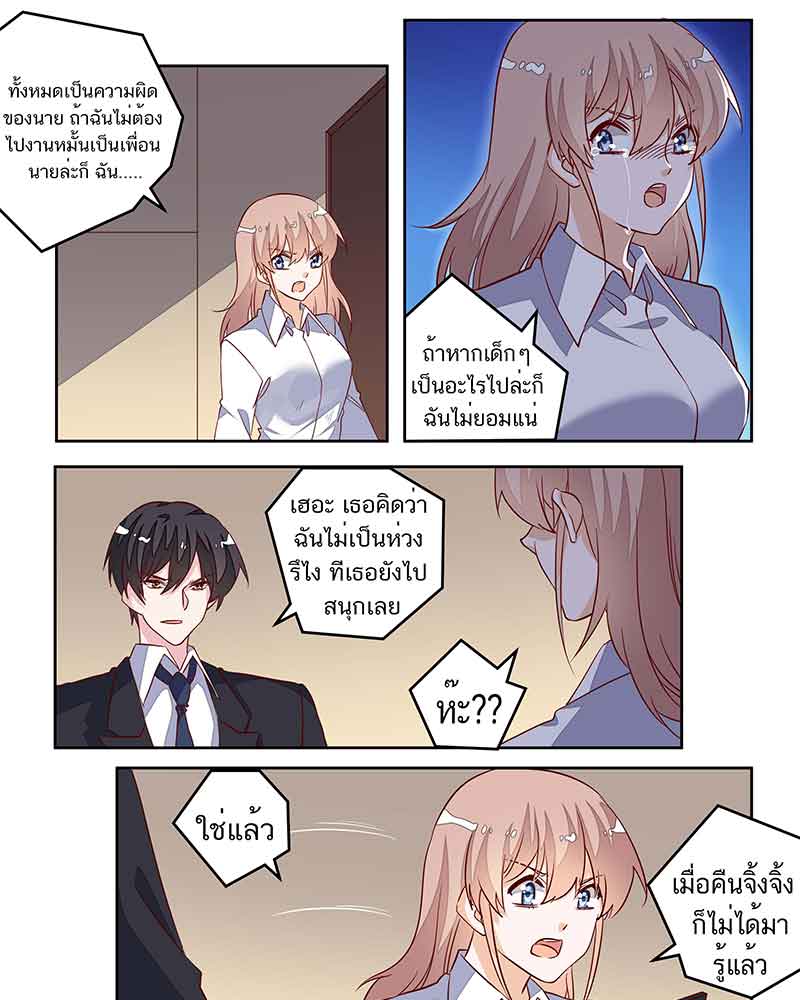 ทั้งหมดเป็นความผิด
ของนาย ถ้าฉันไม่ต้อง
ไปงานหมั้นเป็นเพื่อน
นายล่ะก็ ฉัน.....
ถ้าหากเด็กๆ
เป็นอะไรไปล่ะก็
ฉันไม่ยอมแน่
เฮอะ เธอคิดว่า
ฉันไม่เป็นห่วง
รึไง ทีเธอยังไป
สนุกเลย
ห๊ะ??
ใช่แล้ว
เมื่อคืนจิ้งจิ้ง
ก็ไม่ได้มา
รู้แล้ว